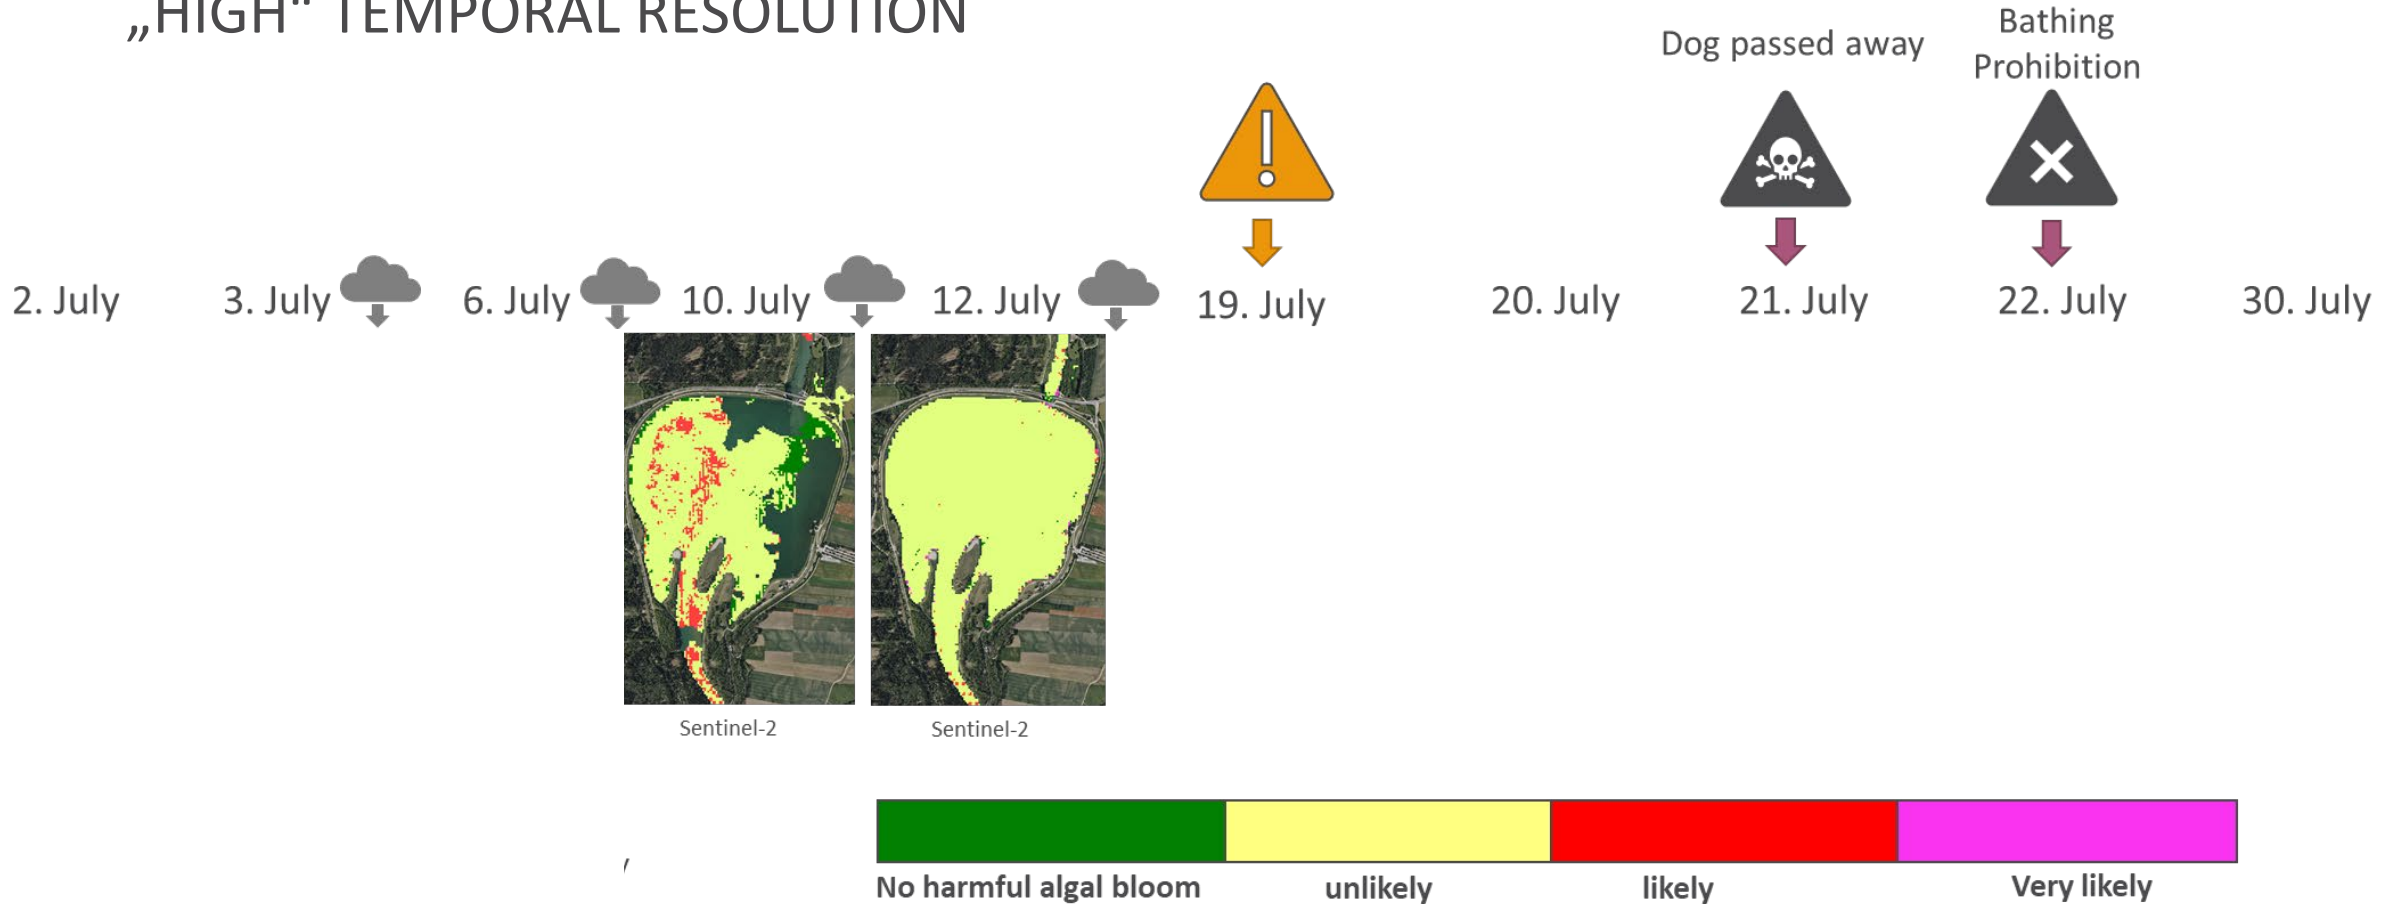 „HIGH“ TEMPORAL RESOLUTION
Dog passed away
Bathing
Prohibition
2. July
3. July
6. July
10. July
12. July
19. July
20. July
21. July
22. July
30. July
Sentinel-2
Sentinel-2
No harmful algal bloom
unlikely
likely
Very likely